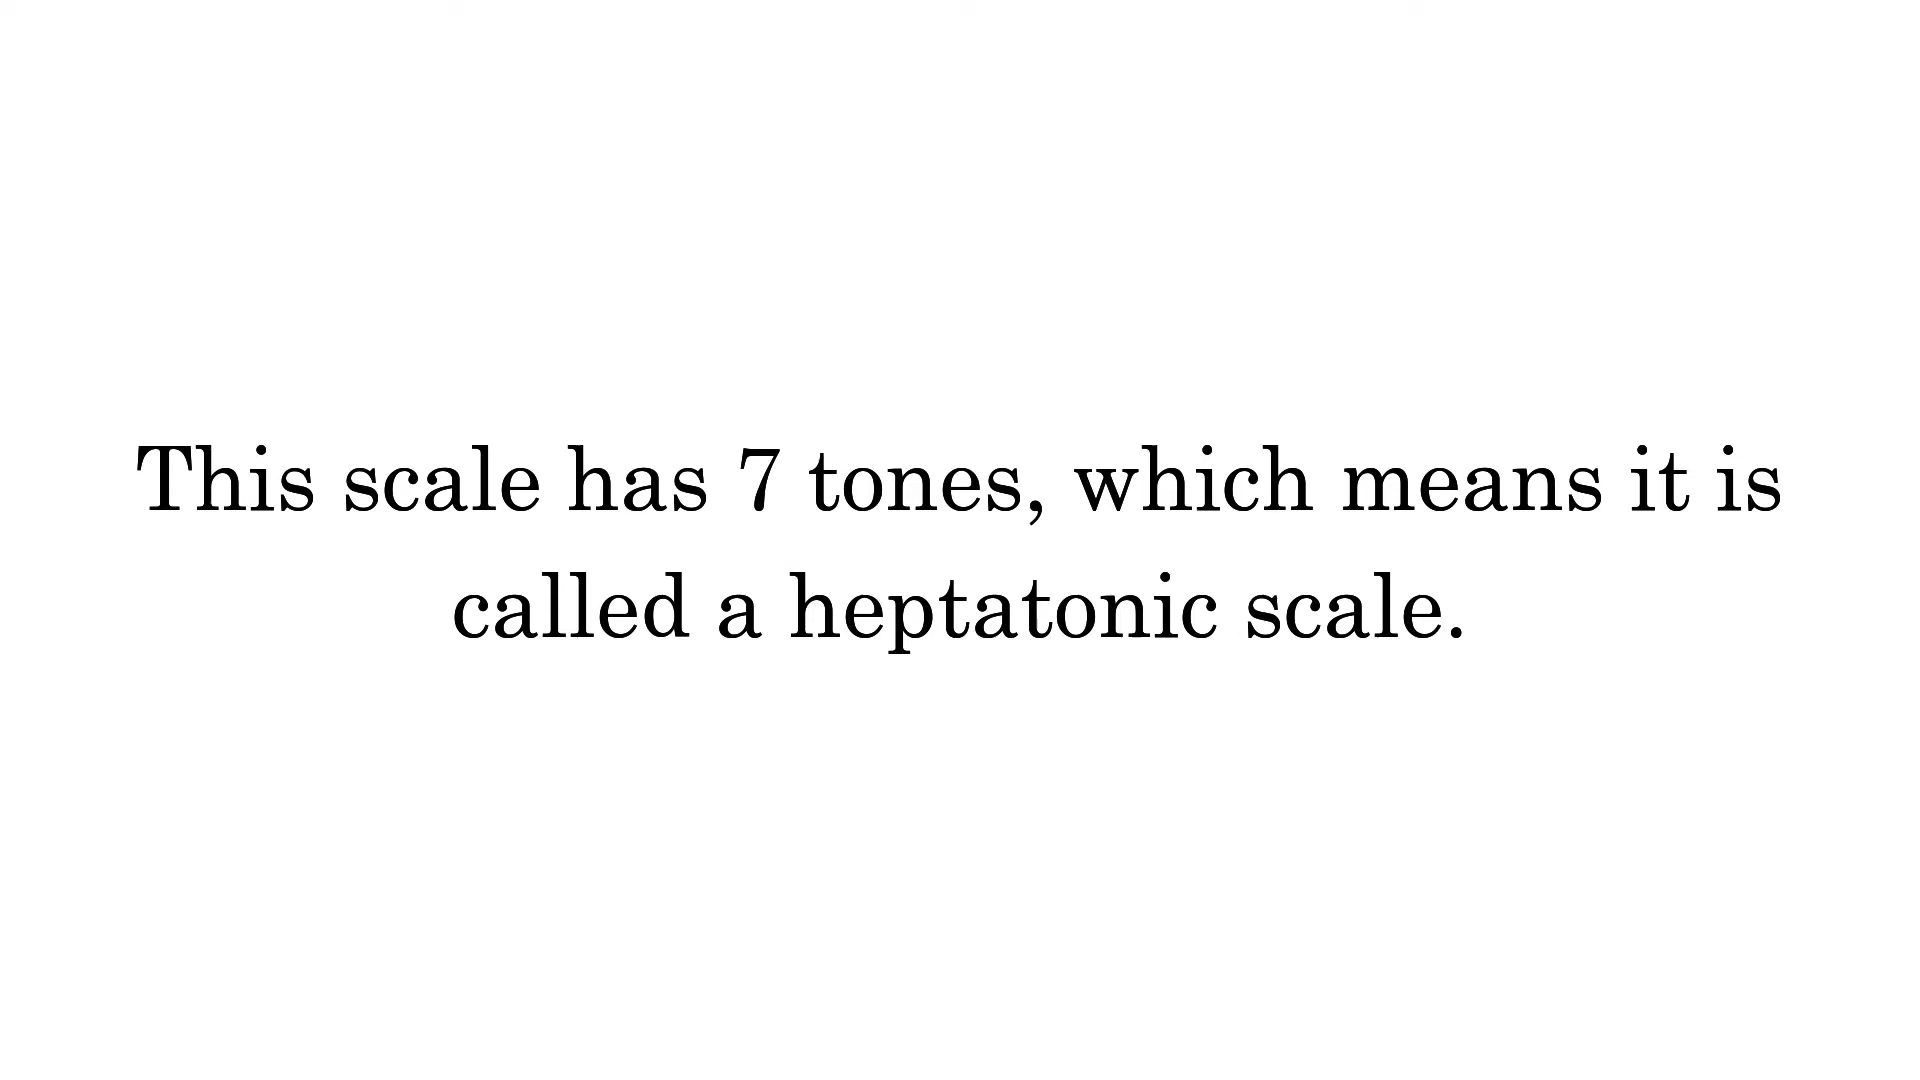 This scale has 7 tones, which means it is
called a heptatonic scale.